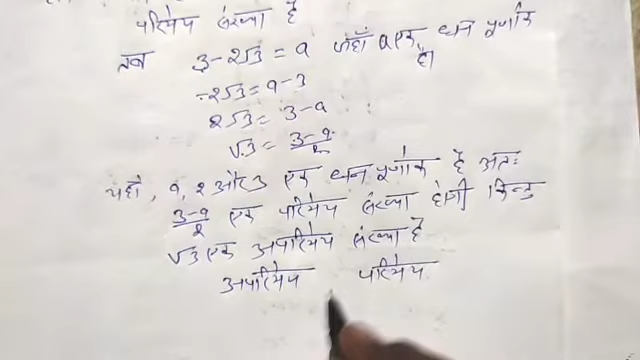 परिमेय संख्या है
तब 3-2√3 = a जहाँ a एक धन पूर्णांक है।
-2√3 = a-3
2√3 = 3-a
√3 = 3-a/2
यहाँ, a, 2 और 3 एक धन पूर्णांक है अतः
3-a/2 एक परिमेय संख्या होगी किन्तु
√3 एक अपरिमेय संख्या है
अपरिमेय परिमेय